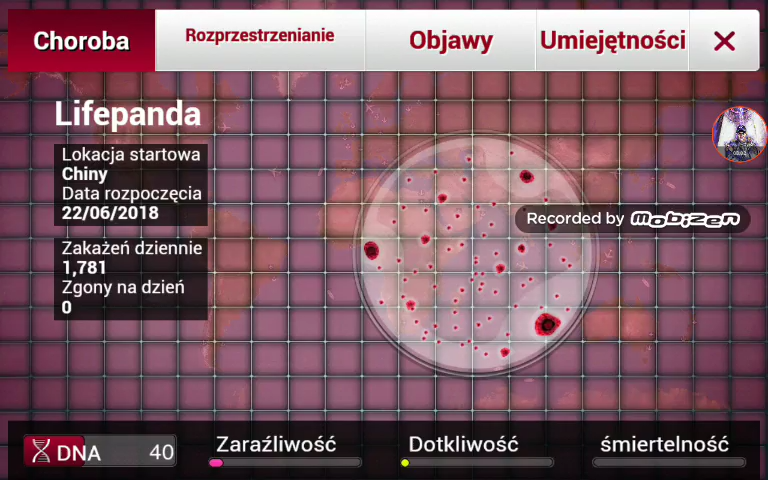 Choroba
Rozprzestrzenianie
Objawy
Umiejętności
Lifepanda
Lokacja startowa
Chiny
Data rozpoczęcia
22/06/2018
Recorded by Mobizen
Zakażeń dziennie
1,781
Zgony na dzień
0
DNA 40
Zaraźliwość
Dotkliwość
śmiertelność